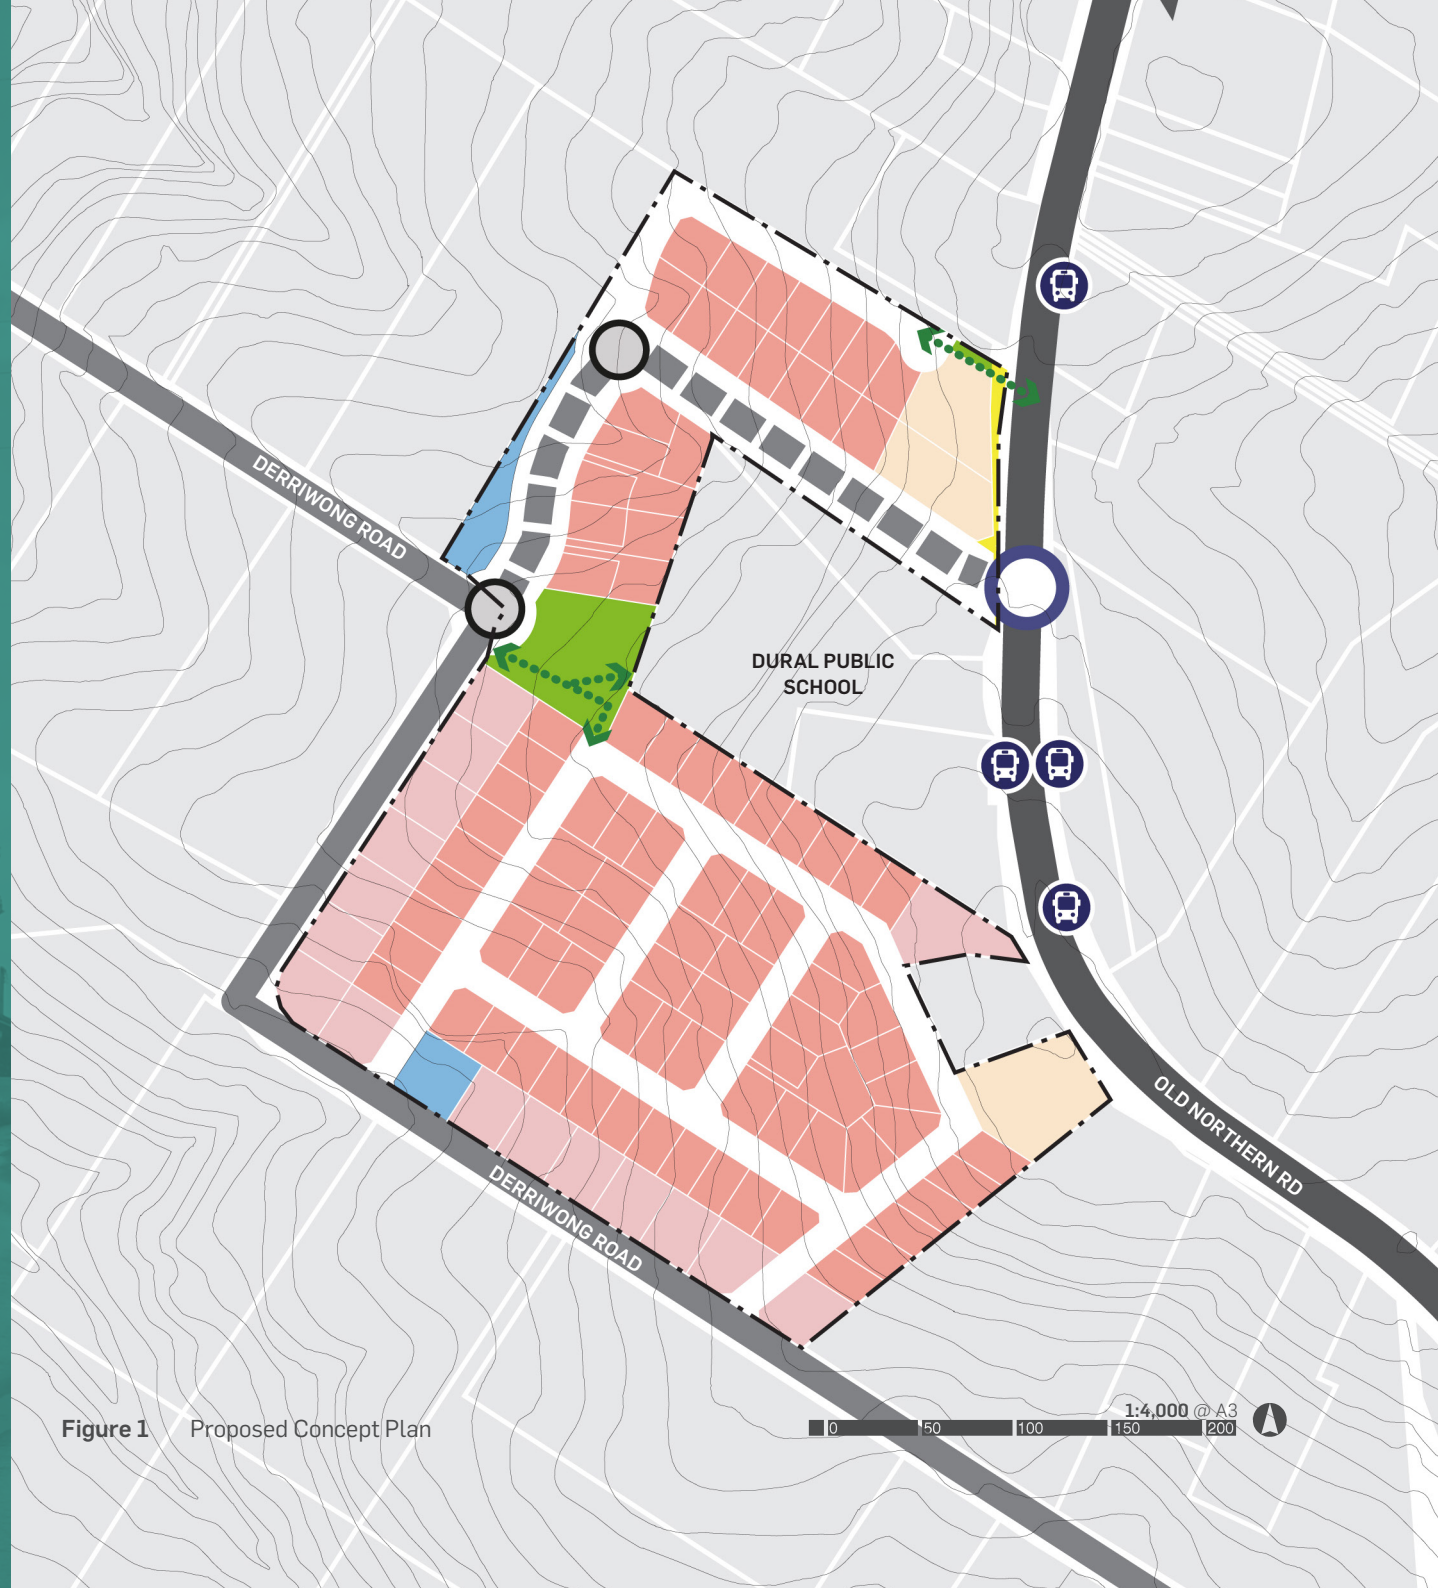 DERRIWONG ROAD
DURAL PUBLIC
SCHOOL
OLD NORTHERN RD
DERRIWONG ROAD
1:4,000 @ A3
0 50 100 150 200
Figure 1 Proposed Concept Plan